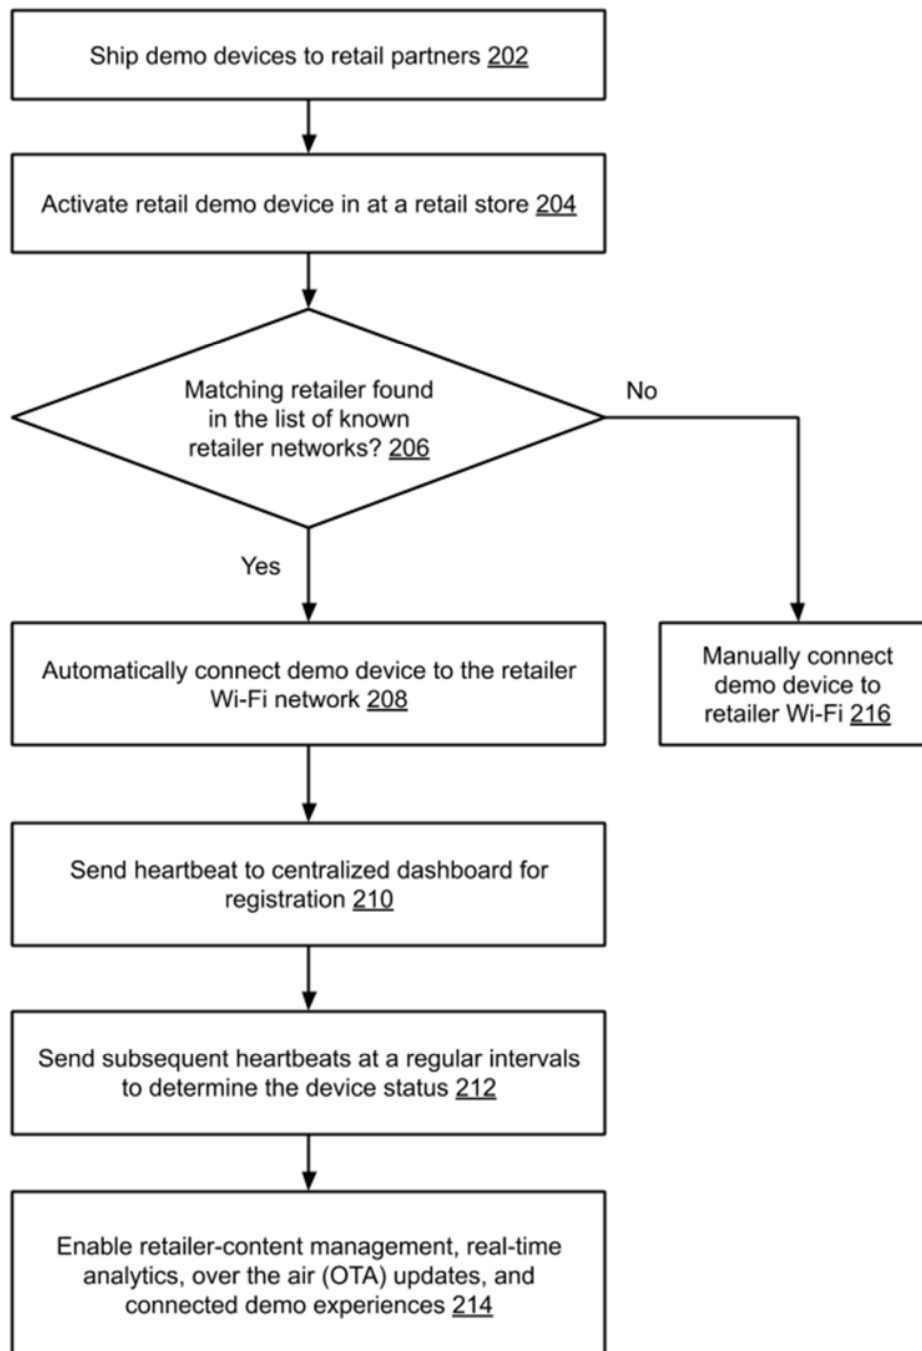 Ship demo devices to retail partners 202
Activate retail demo device in at a retail store 204
Matching retailer found
in the list of known
retailer networks? 206
No
Yes
Automatically connect demo device to the retailer
Wi-Fi network 208
Manually connect
demo device to
retailer Wi-Fi 216
Send heartbeat to centralized dashboard for
registration 210
Send subsequent heartbeats at a regular intervals
to determine the device status 212
Enable retailer-content management, real-time
analytics, over the air (OTA) updates, and
connected demo experiences 214